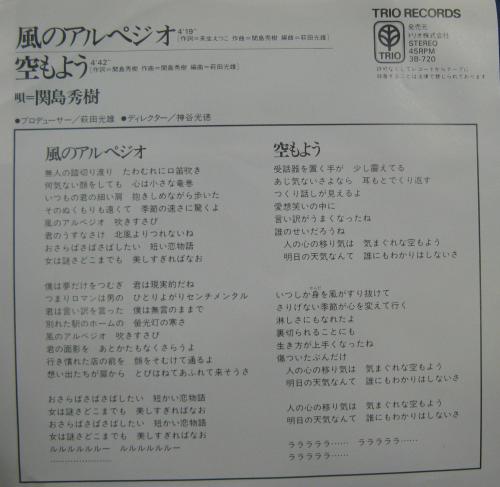 風のアルペジオ 4'19" [作詞=来生えつこ 作曲=関島秀樹 編曲=萩田光雄]
空もよう 4'42" [作詞=関島秀樹 作曲=関島秀樹 編曲=萩田光雄]
唄=関島秀樹
●プロデューサー/萩田光雄 ●ディレクター/神谷光徳
TRIO RECORDS
TRIO
発売元
トリオ株式会社
STEREO
45RPM
3B-720
風のアルペジオ
無人の踏切り渡り たわむれに口笛吹き
何気ない顔をしても 心は小さな竜巻
いつもの君の細い肩 抱きしめながら歩いた
そのぬくもりも遠くて 季節の速さに驚くよ
風のアルペジオ 吹きすさび
君のうすなさけ 北風よりつれないね
おさらばさばさばしたい 短い恋物語
女は謎さどこまでも 美しすぎればなお
僕は夢だけをつむぎ 君は現実的だね
つまりロマンは男の ひとりよがりセンチメンタル
君は言い訳を言った 僕は無言のままで
別れた駅のホームの 蛍光灯の寒さ
風のアルペジオ 吹きすさび
君の面影を あとかたもなくさらうよ
行き慣れた店の前を 顔をそむけて通るよ
想い出たちが扉から とびはねてあふれて来そうさ
おさらばさばさばしたい 短かい恋物語
女は謎さどこまでも 美しすぎればなお
おさらばさばさばしたい 短かい恋物語
女は謎さどこまでも 美しすぎればなお
ルルルルルルー ルルルルルルー
…………………
空もよう
受話器を置く手が 少し震えてる
あじ気ないさよなら 耳もとでくり返す
つくり話しが見えるよ
愛想笑いの中に
言い訳がうまくなったね
誰のせいだろうね
人の心の移り気は 気まぐれな空もよう
明日の天気なんて 誰にもわかりはしないさ
いつしか身を風がすり抜けて
さりげない季節が心を変えて行く
淋しさにもなれたよ
裏切られることにも
生き方が上手くなったね
傷ついたぶんだけ
人の心の移り気は 気まぐれな空もよう
明日の天気なんて 誰にもわかりはしないさ
人の心の移り気は 気まぐれな空もよう
明日の天気なんて 誰にもわかりはしないさ
ラララララ…… ラララララ……
ラララララ……